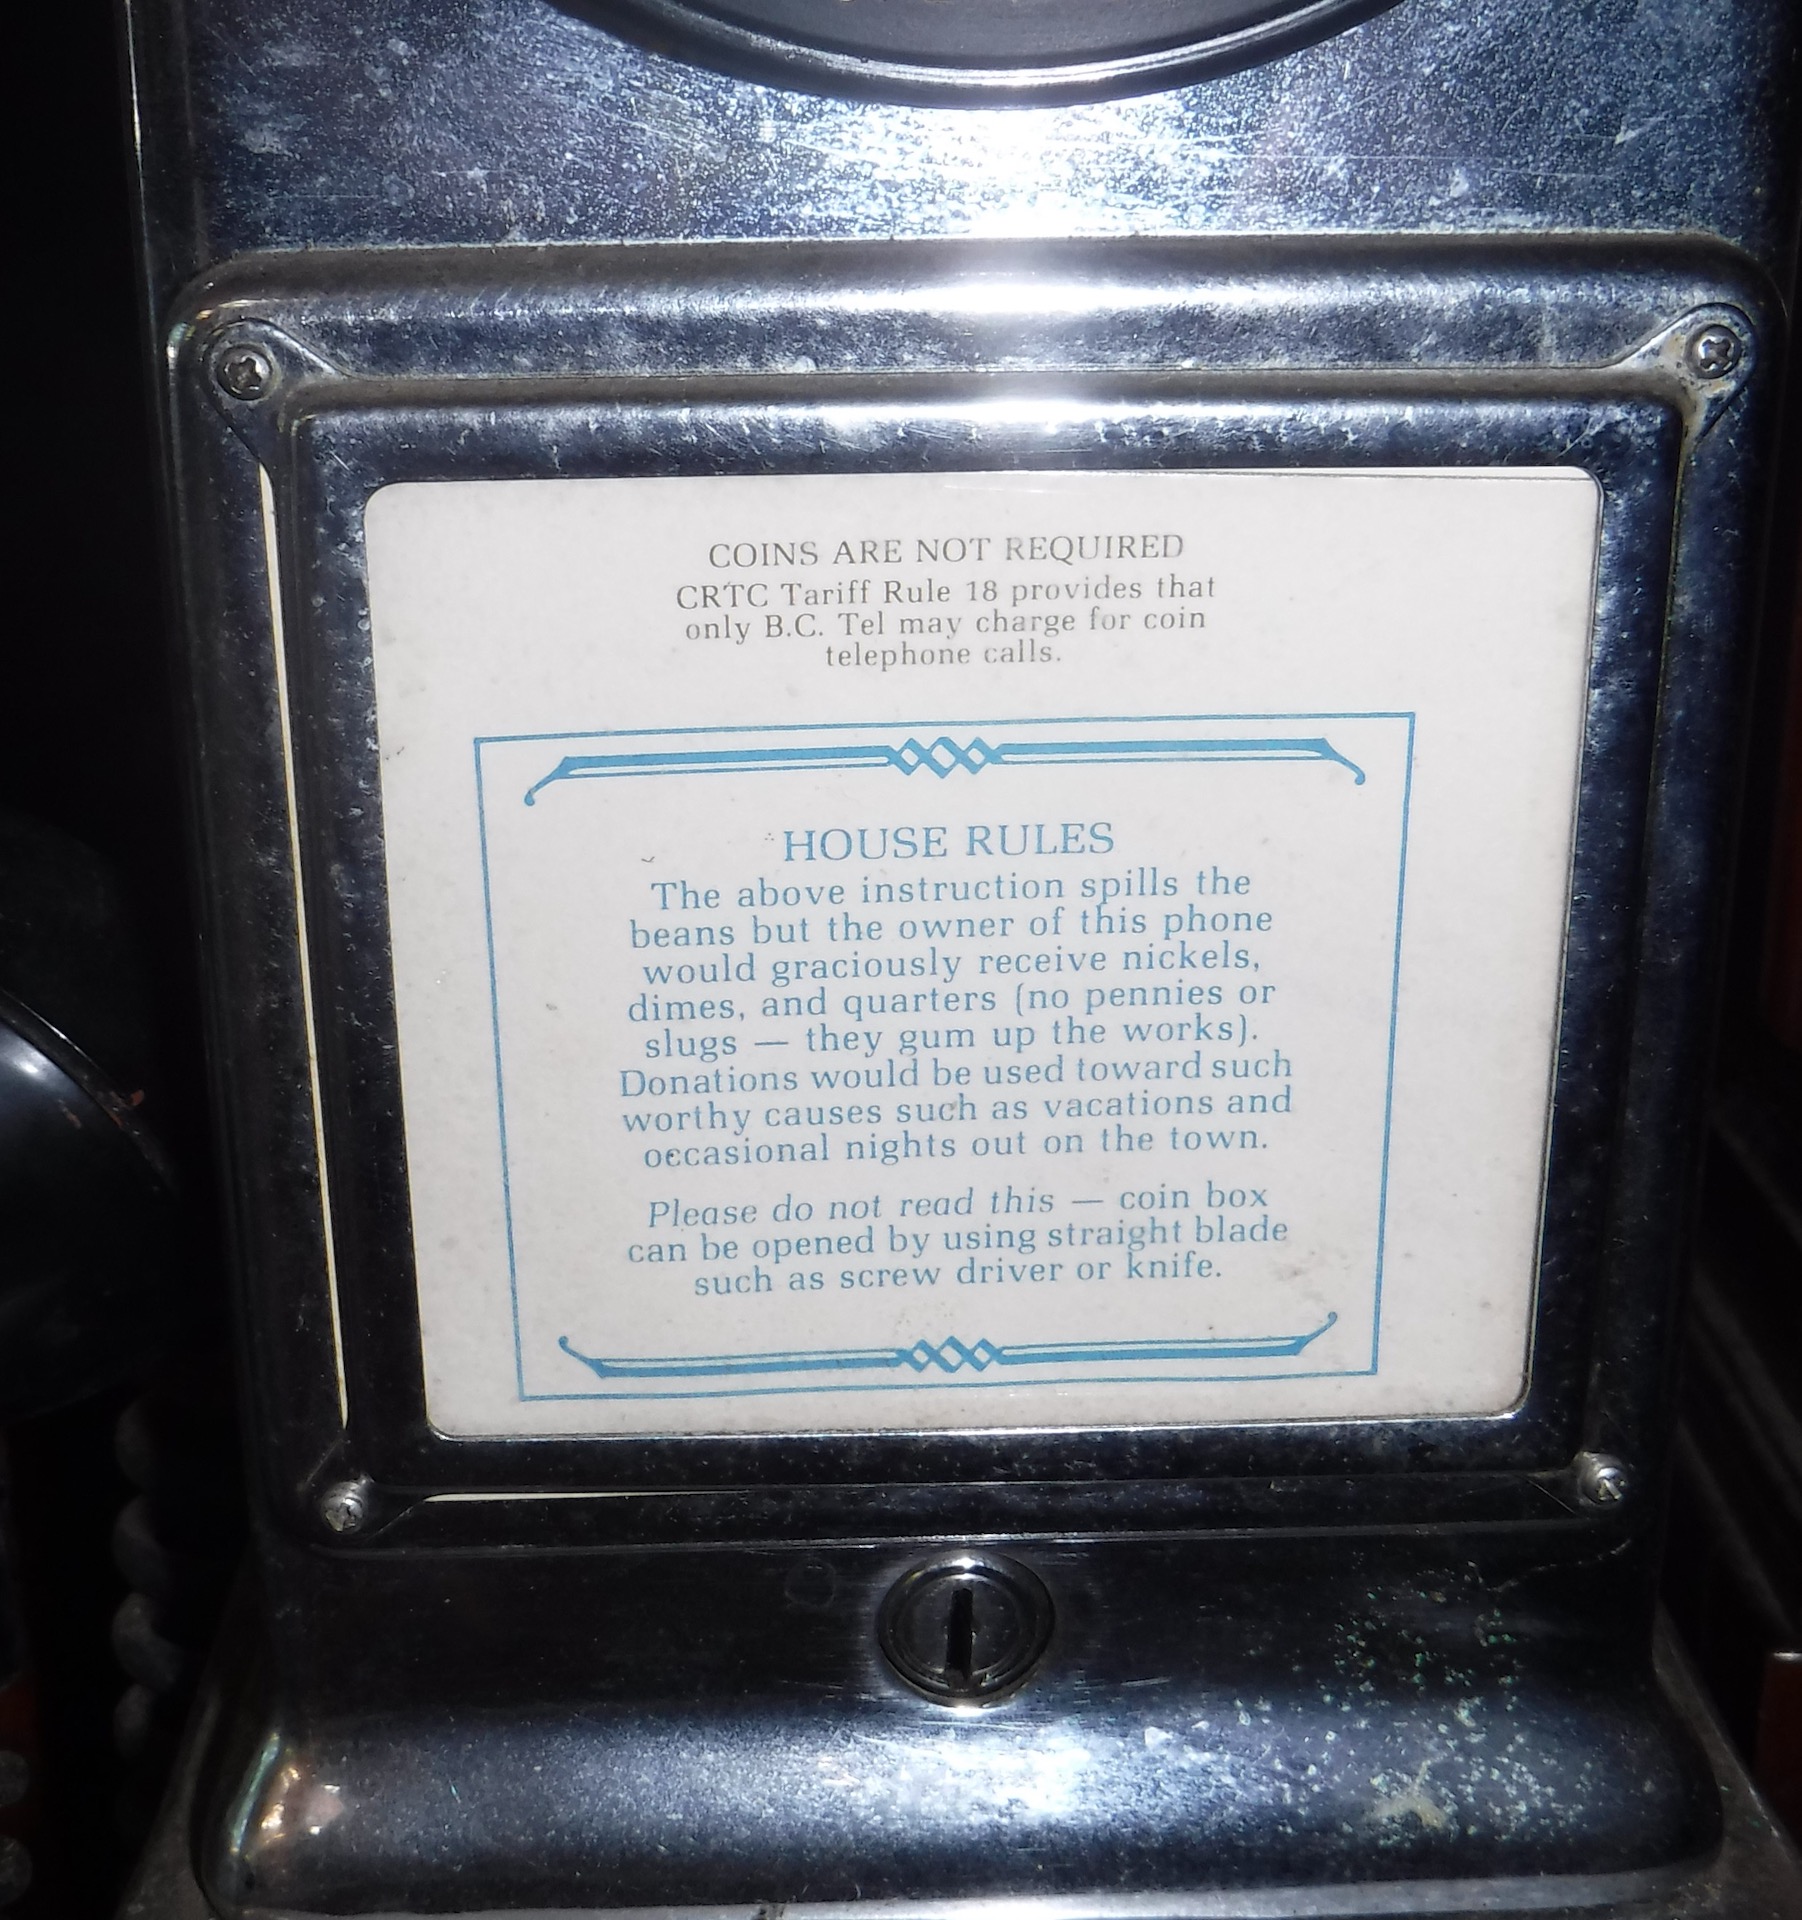 COINS ARE NOT REQUIRED
CRTC Tariff Rule 18 provides that
only B.C. Tel may charge for coin
telephone calls.
HOUSE RULES
The above instruction spills the
beans but the owner of this phone
would graciously receive nickels,
dimes, and quarters (no pennies or
slugs — they gum up the works).
Donations would be used toward such
worthy causes such as vacations and
occasional nights out on the town.
Please do not read this — coin box
can be opened by using straight blade
such as screw driver or knife.